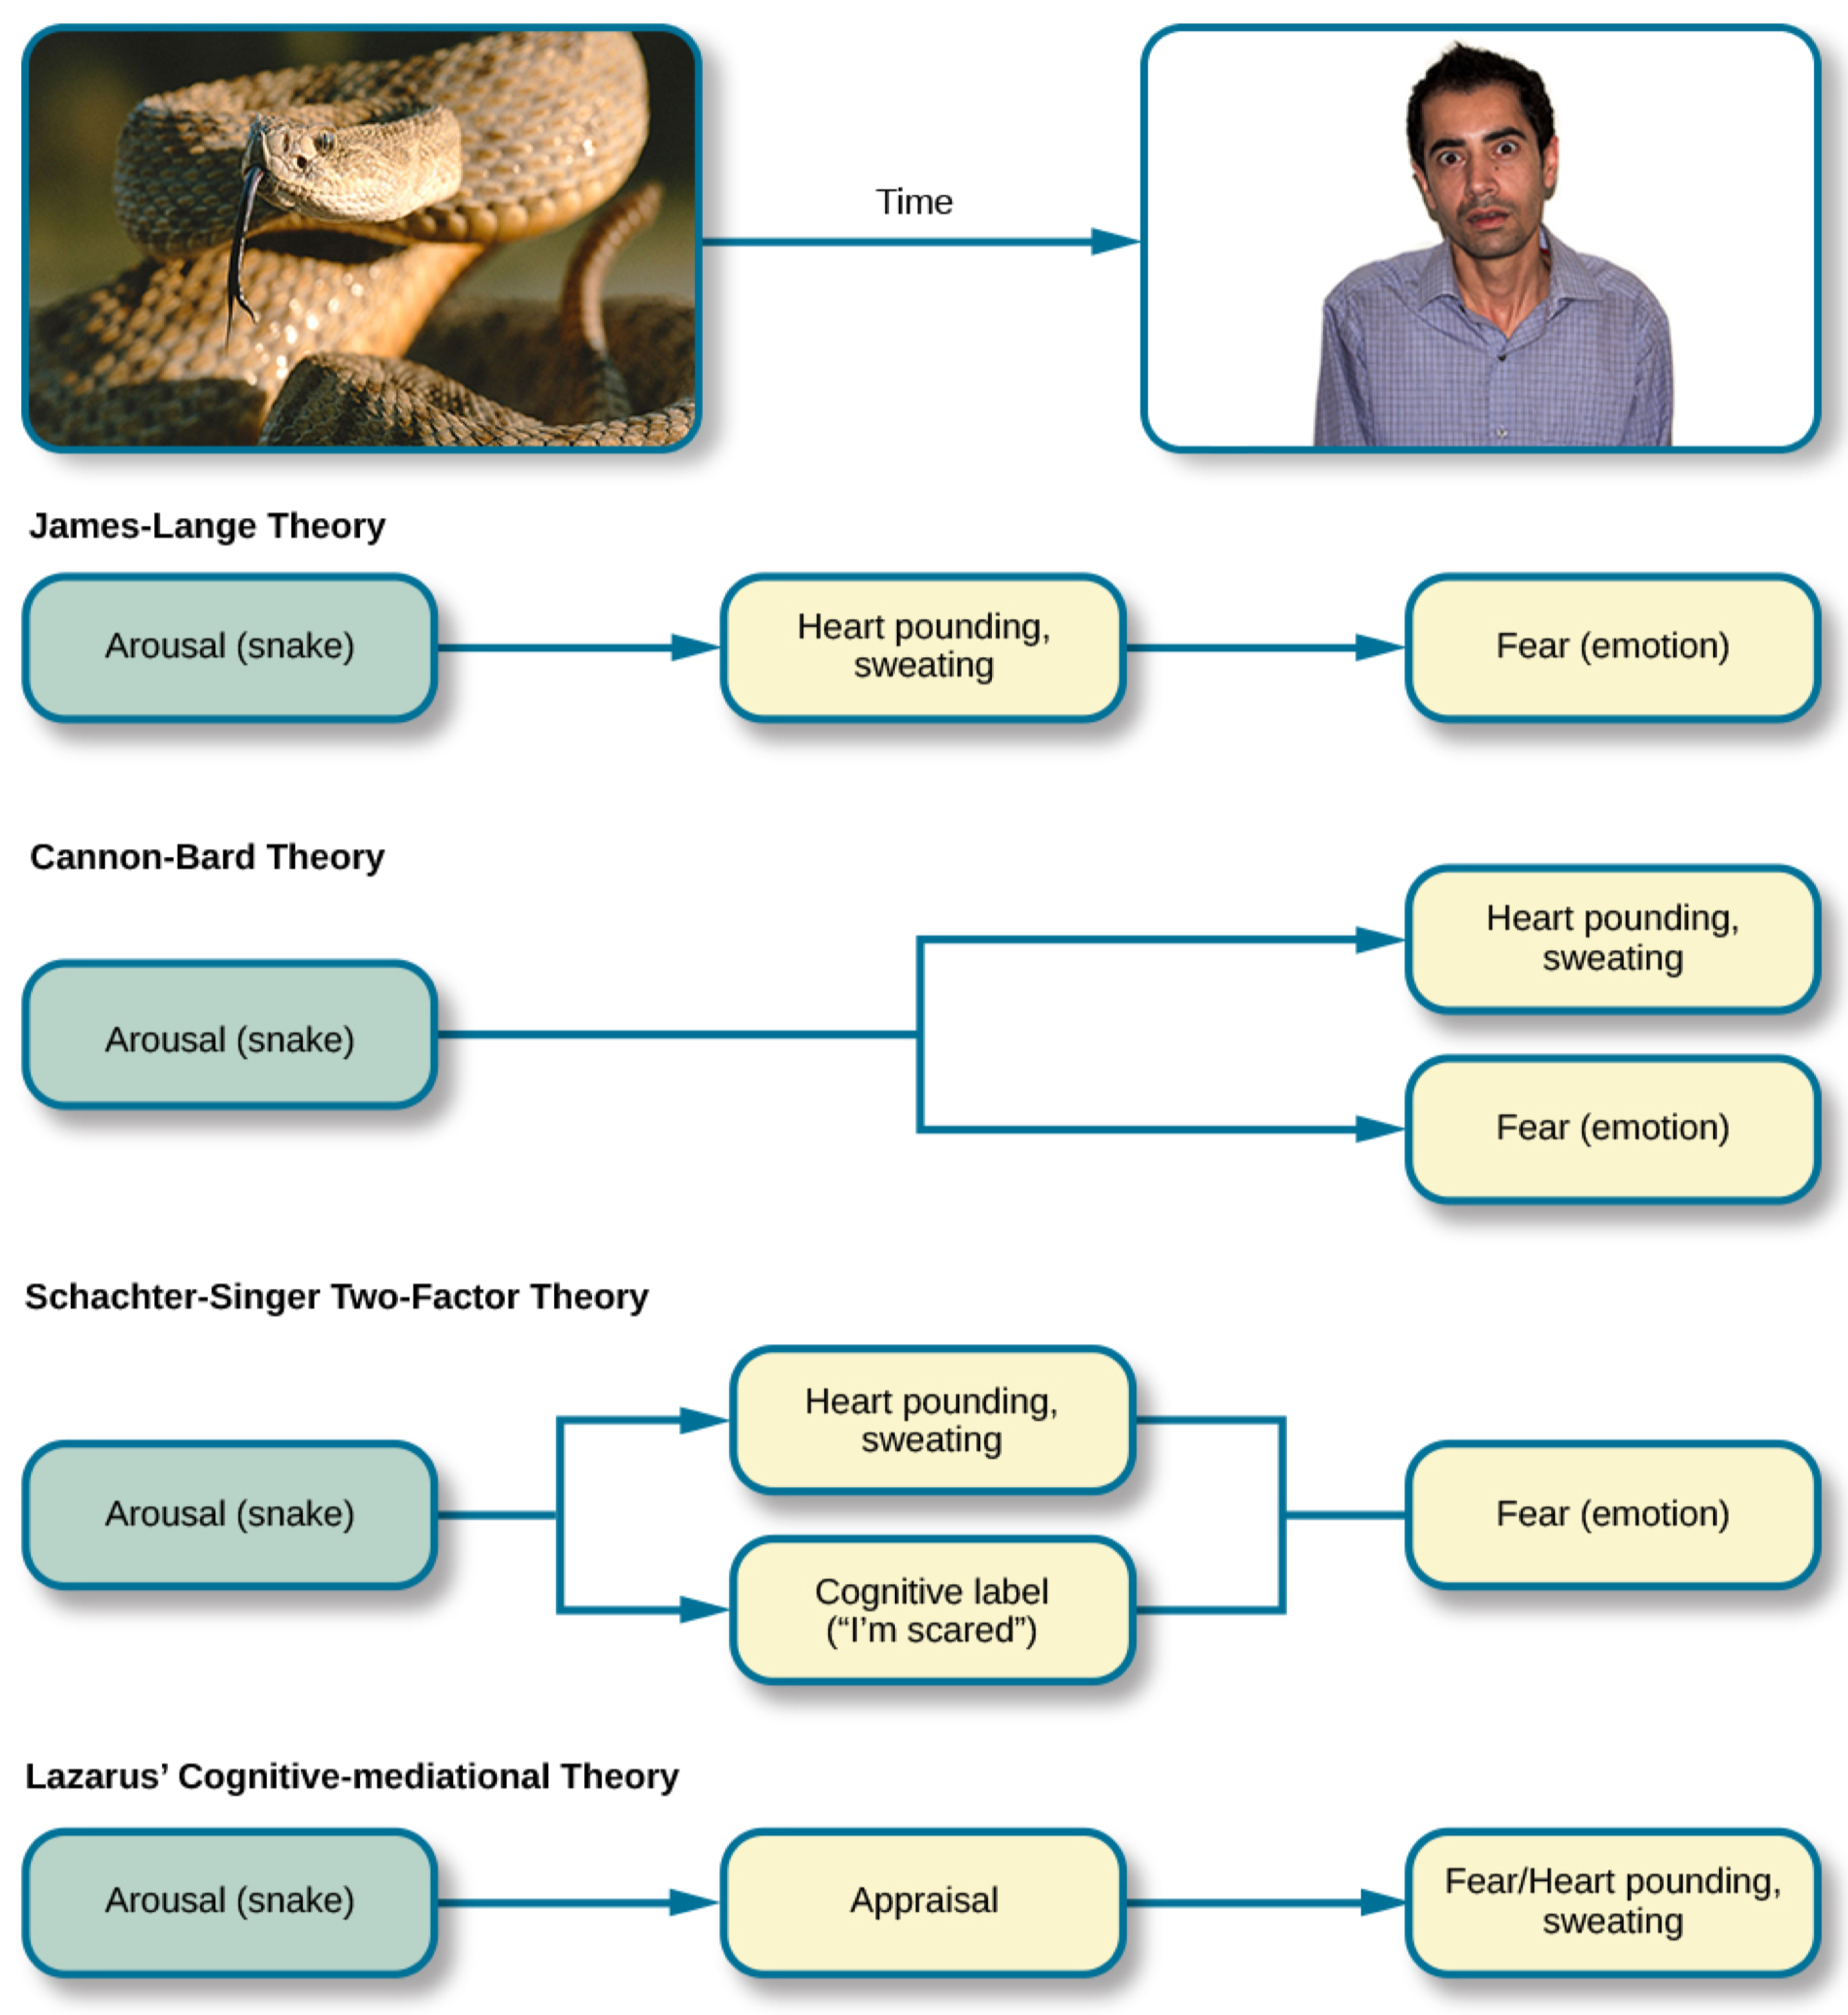 Time
James-Lange Theory
Arousal (snake)
Heart pounding,
sweating
Fear (emotion)
Cannon-Bard Theory
Arousal (snake)
Heart pounding,
sweating
Fear (emotion)
Schachter-Singer Two-Factor Theory
Arousal (snake)
Heart pounding,
sweating
Cognitive label
(“I’m scared”)
Fear (emotion)
Lazarus’ Cognitive-mediational Theory
Arousal (snake)
Appraisal
Fear/Heart pounding,
sweating